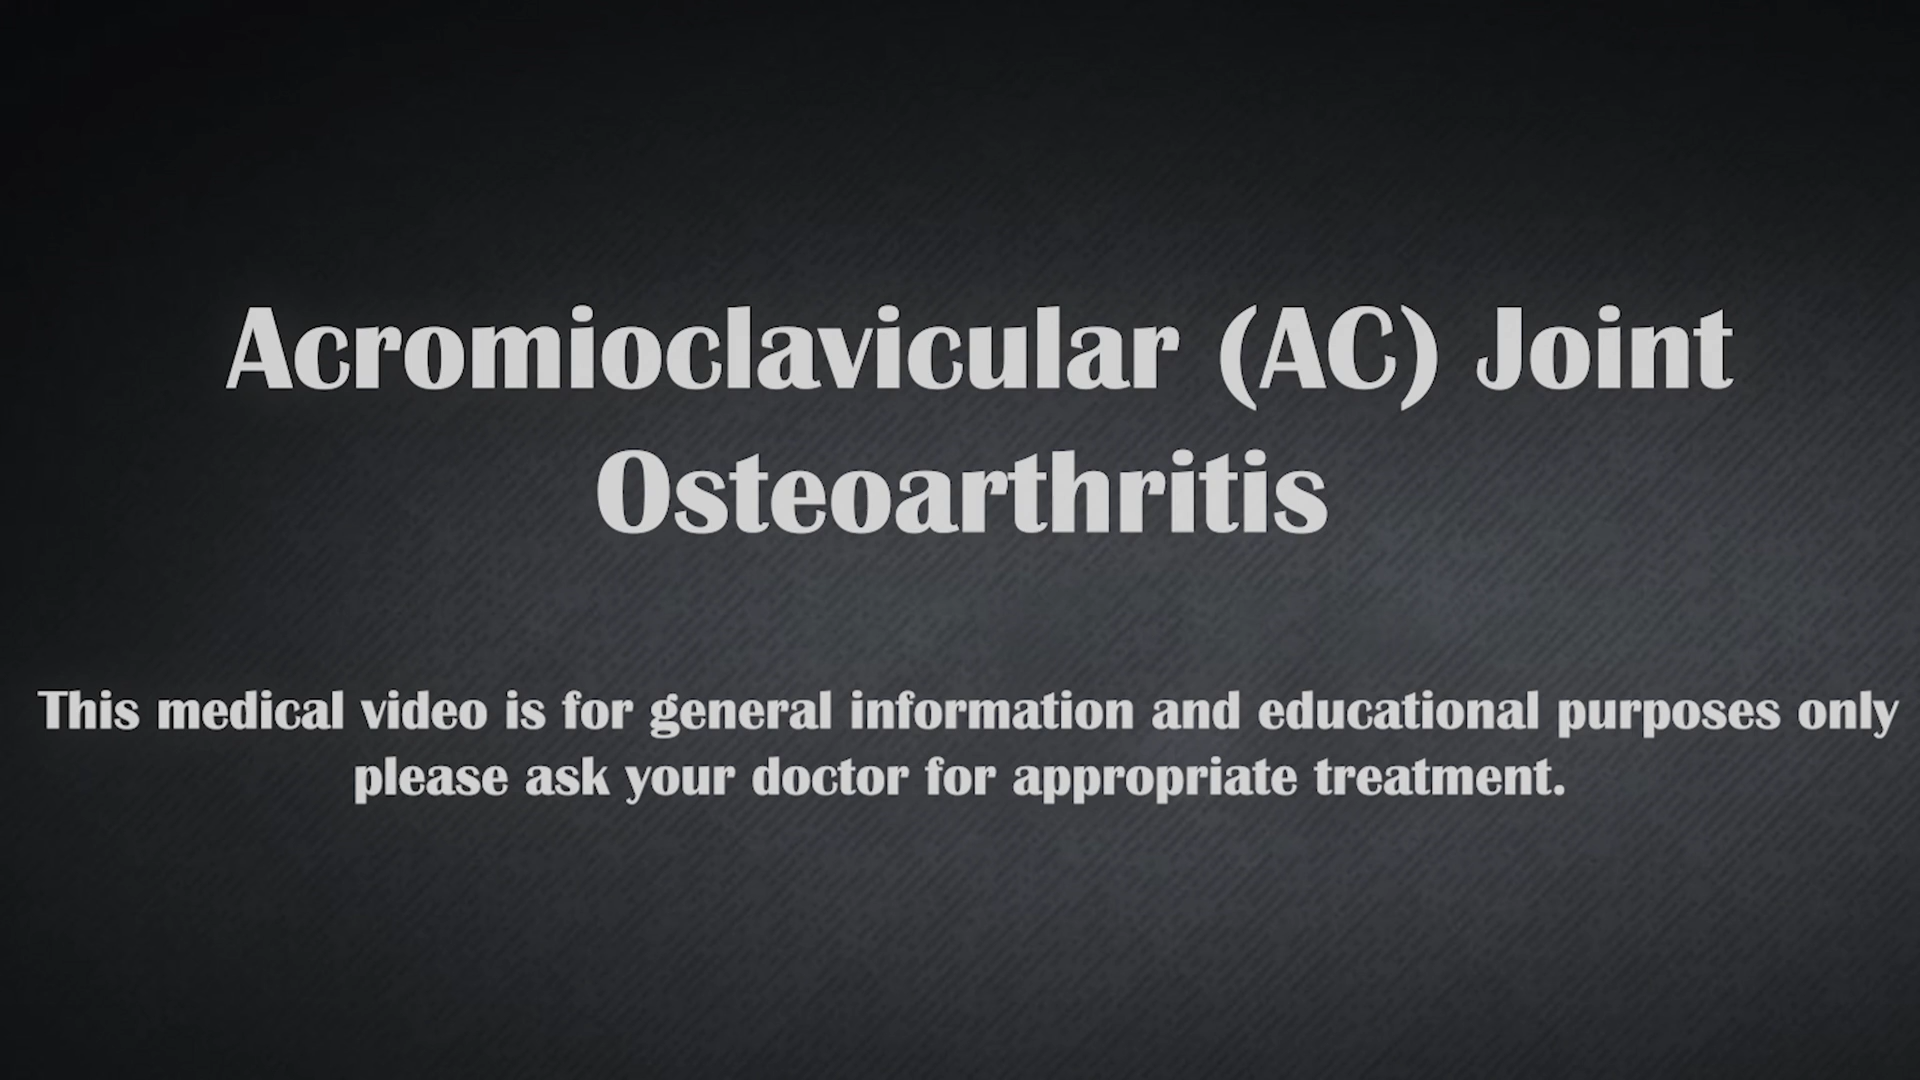 Acromioclavicular (AC) Joint
Osteoarthritis
This medical video is for general information and educational purposes only
please ask your doctor for appropriate treatment.